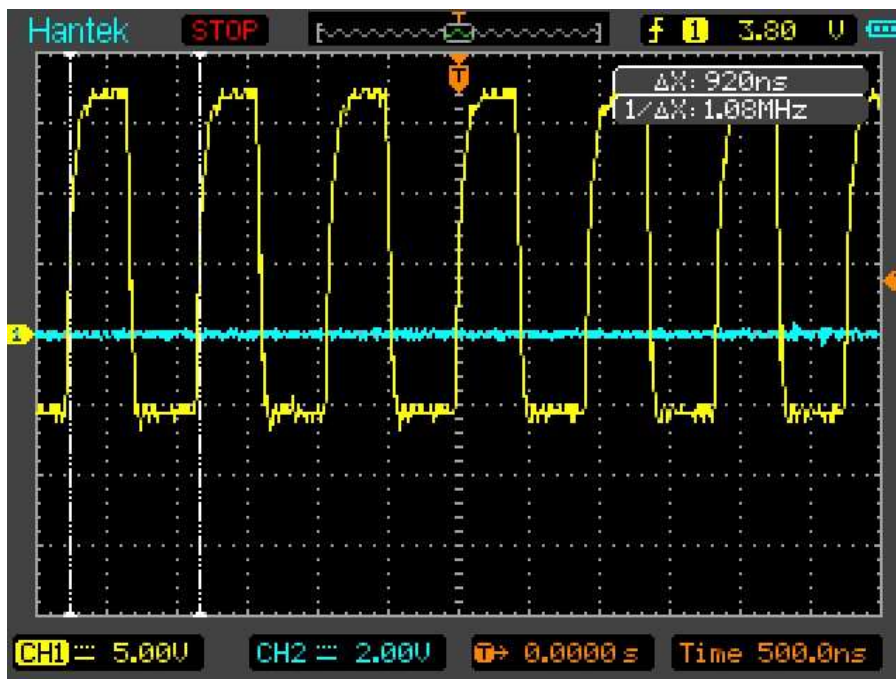 Hantek STOP T 1 3.80 V
T
ΔX: 920ns
1/ΔX: 1.08MHz
1
CH1 5.00V CH2 2.00V T→ 0.0000s Time 500.0ns